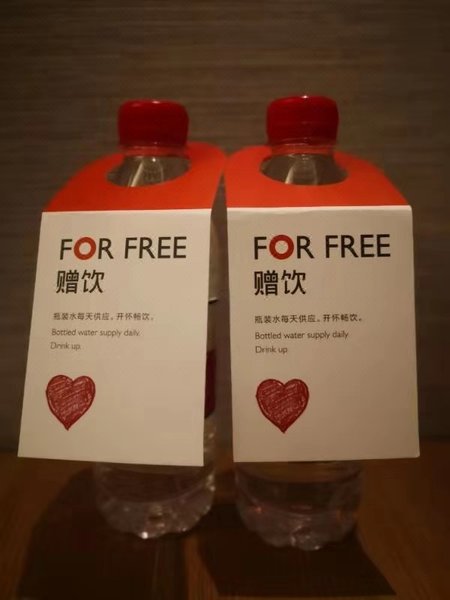 FOR FREE
赠饮
瓶装水每天供应。开怀畅饮。
Bottled water supply daily.
Drink up.
FOR FREE
赠饮
瓶装水每天供应。开怀畅饮。
Bottled water supply daily.
Drink up.